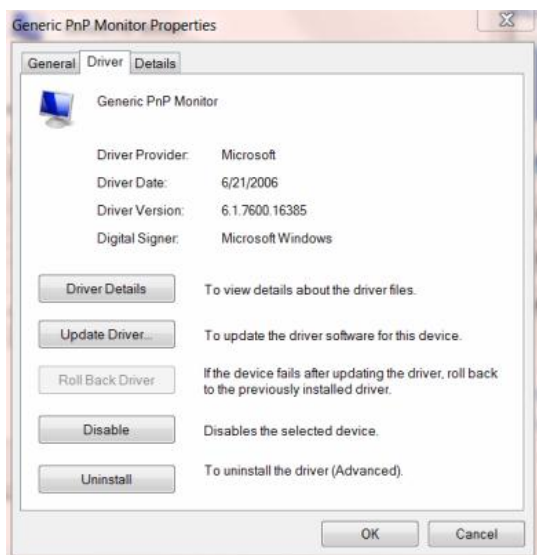 Generic PnP Monitor Properties
General Driver Details
Generic PnP Monitor
Driver Provider: Microsoft
Driver Date: 6/21/2006
Driver Version: 6.1.7600.16385
Digital Signer: Microsoft Windows
Driver Details To view details about the driver files.
Update Driver... To update the driver software for this device.
Roll Back Driver If the device fails after updating the driver, roll back
to the previously installed driver.
Disable Disables the selected device.
Uninstall To uninstall the driver (Advanced).
OK Cancel